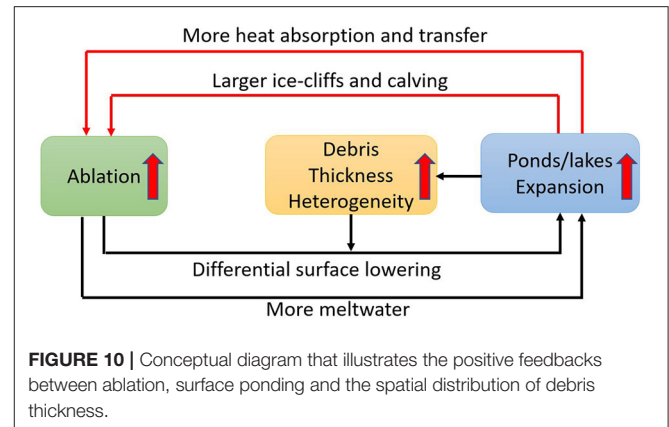 More heat absorption and transfer
Larger ice-cliffs and calving
Ablation
Debris
Thickness
Heterogeneity
Ponds/lakes
Expansion
Differential surface lowering
More meltwater
FIGURE 10 | Conceptual diagram that illustrates the positive feedbacks
between ablation, surface ponding and the spatial distribution of debris
thickness.